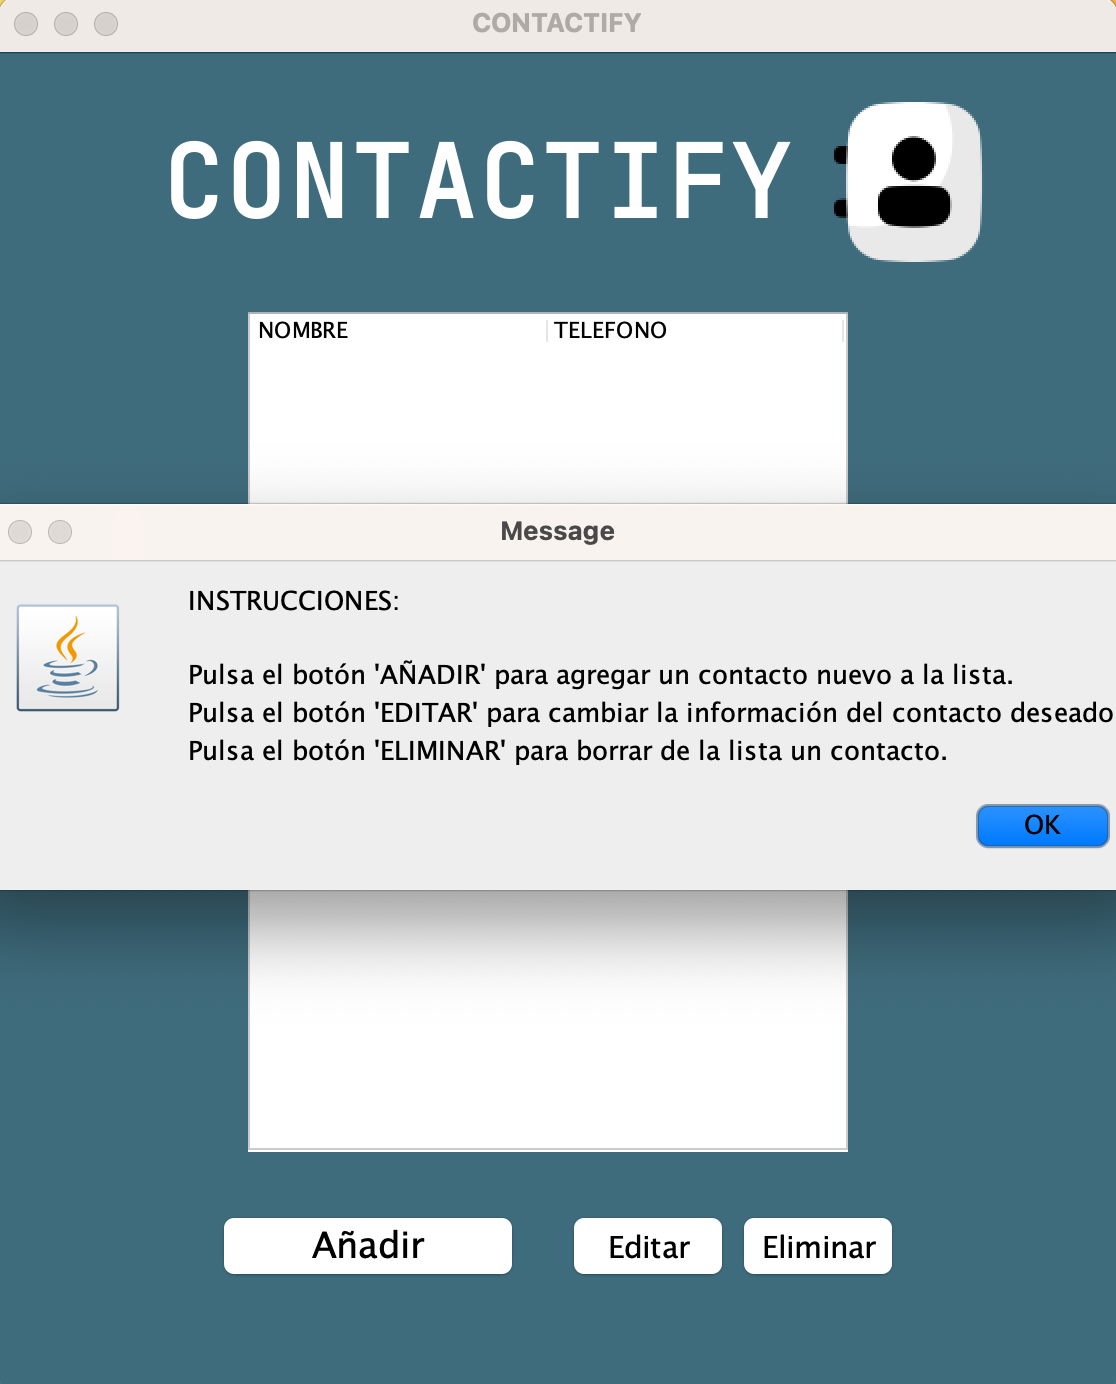 CONTACTIFY
CONTACTIFY
NOMBRE TELEFONO
Message
INSTRUCCIONES:
Pulsa el botón 'AÑADIR' para agregar un contacto nuevo a la lista.
Pulsa el botón 'EDITAR' para cambiar la información del contacto deseado
Pulsa el botón 'ELIMINAR' para borrar de la lista un contacto.
OK
Añadir Editar Eliminar